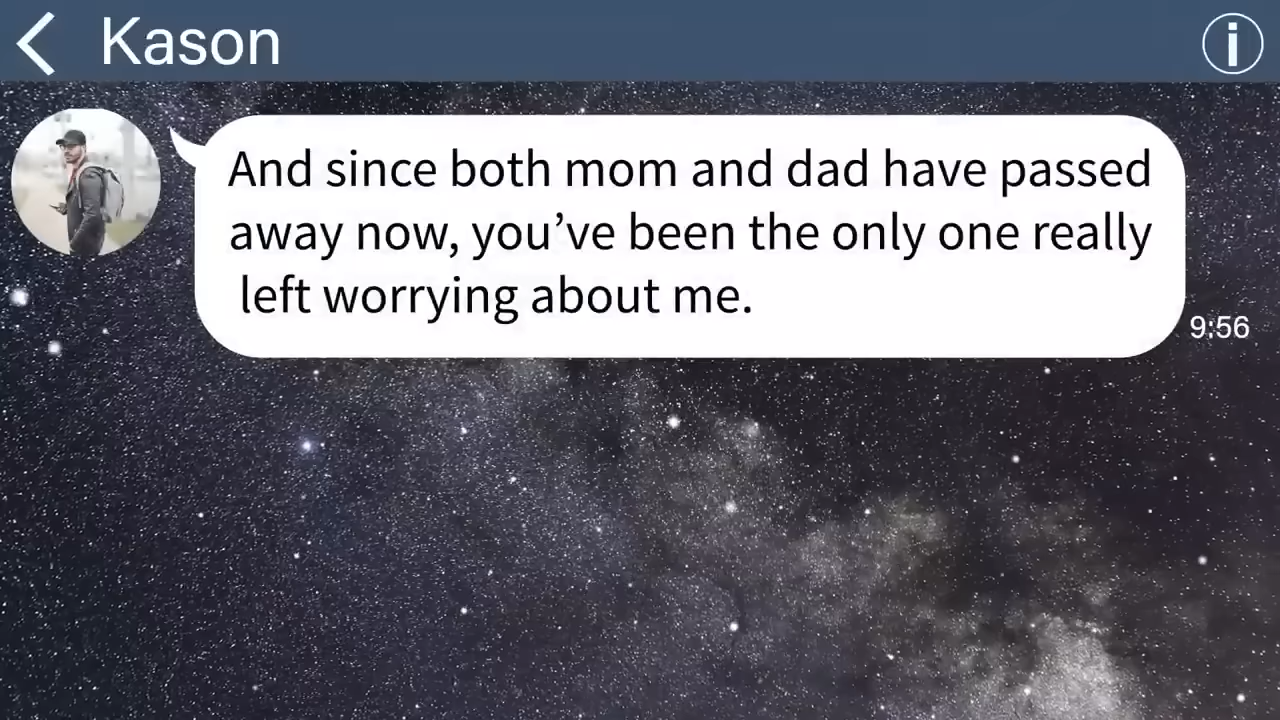 Kason
And since both mom and dad have passed
away now, you’ve been the only one really
left worrying about me.
9:56